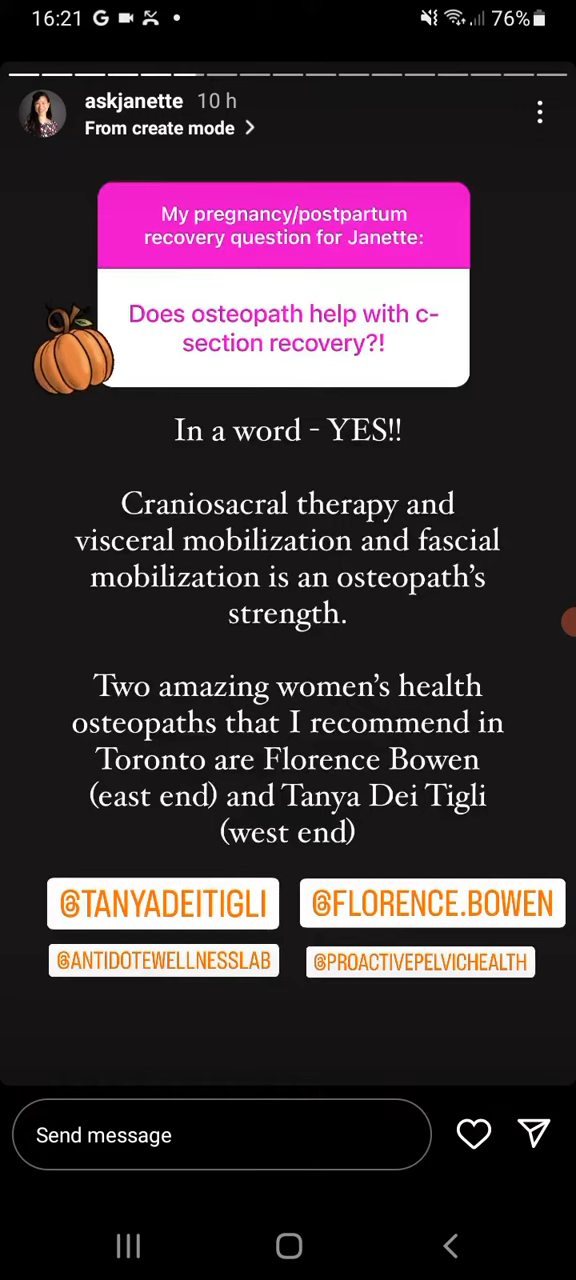 16:21 G 76%
askjanette 10 h
From create mode
My pregnancy/postpartum
recovery question for Janette:
Does osteopath help with c-
section recovery?!
In a word - YES!!
Craniosacral therapy and
visceral mobilization and fascial
mobilization is an osteopath's
strength.
Two amazing women's health
osteopaths that I recommend in
Toronto are Florence Bowen
(east end) and Tanya Dei Tigli
(west end)
@TANYADEITIGLI @FLORENCE.BOWEN
@ANTIDOTEWELLNESSLAB @PROACTIVEPELVICHEALTH
Send message